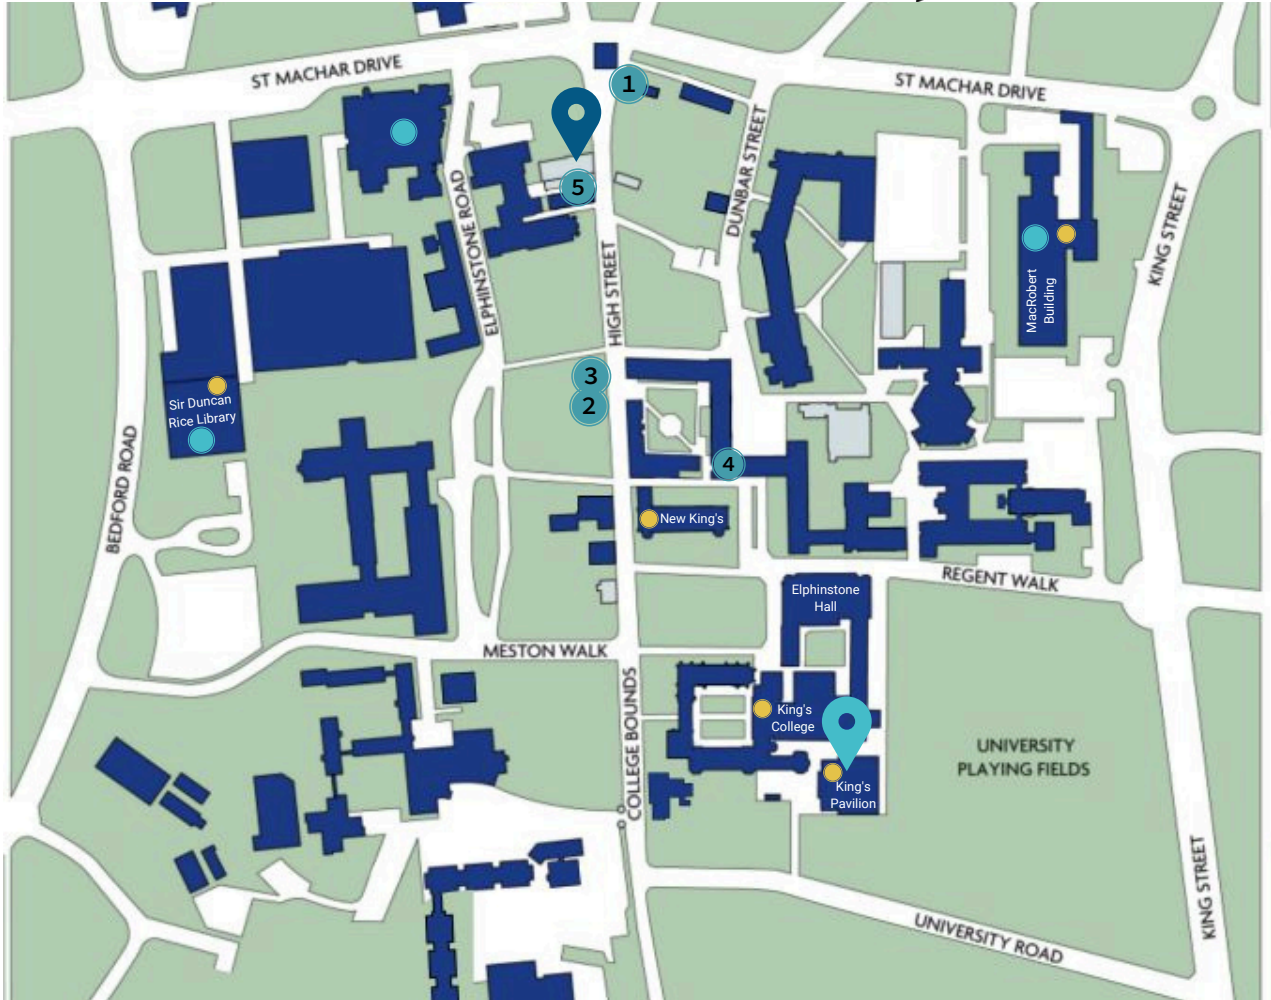 ST MACHAR DRIVE
ST MACHAR DRIVE
1
5
DUNBAR STREET
ELPHINSTONE ROAD
HIGH STREET
KING STREET
MacRobert
Building
3
2
Sir Duncan
Rice Library
4
BEDFORD ROAD
New King's
REGENT WALK
Elphinstone
Hall
MESTON WALK
COLLEGE BOUNDS
King's
College
UNIVERSITY
PLAYING FIELDS
King's
Pavilion
KING STREET
UNIVERSITY ROAD